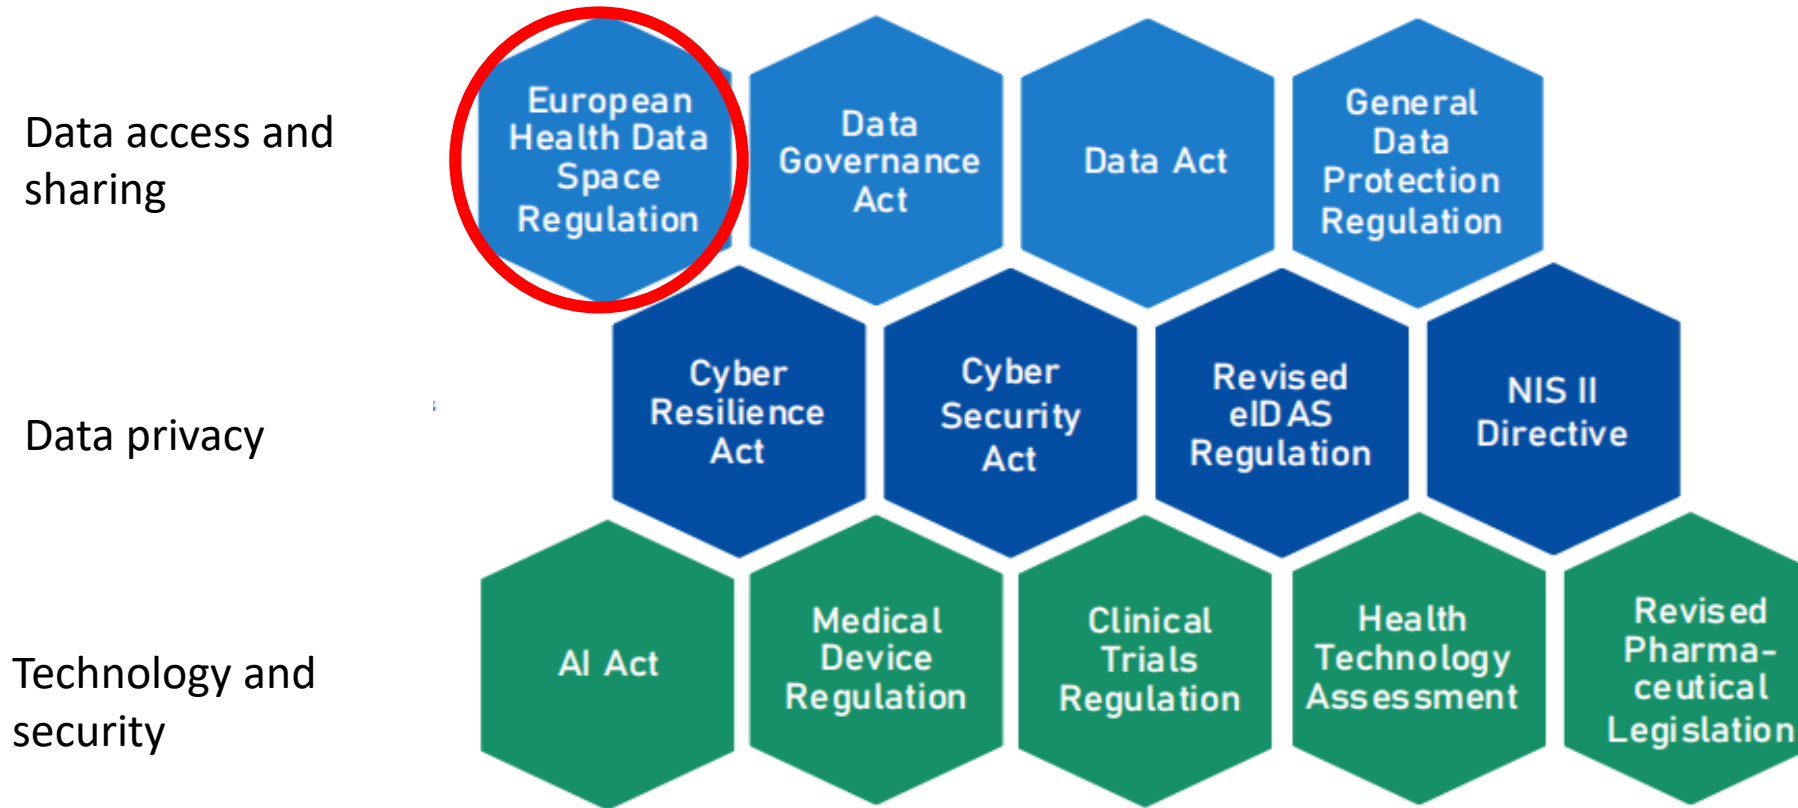 Data access and
sharing
European
Health Data
Space
Regulation
Data
Governance
Act
Data Act
General
Data
Protection
Regulation
Data privacy
Cyber
Resilience
Act
Cyber
Security
Act
Revised
eIDAS
Regulation
NIS II
Directive
Technology and
security
AI Act
Medical
Device
Regulation
Clinical
Trials
Regulation
Health
Technology
Assessment
Revised
Pharma-
ceutical
Legislation